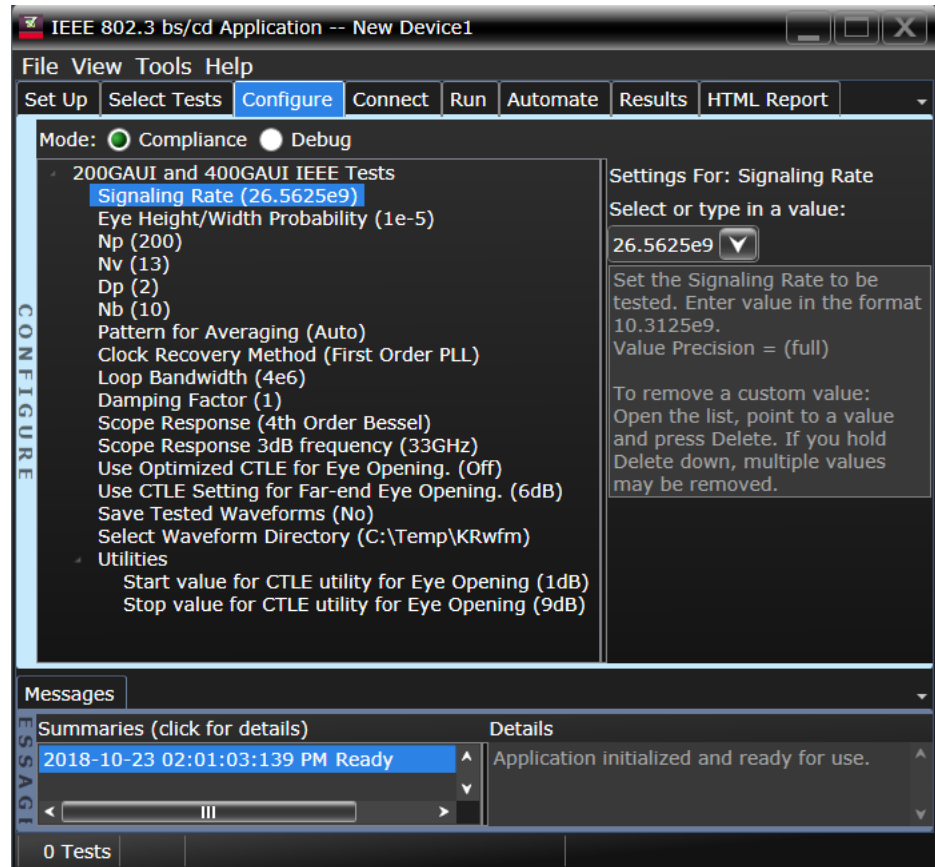 IEEE 802.3 bs/cd Application -- New Device1
File View Tools Help
Set Up Select Tests Configure Connect Run Automate Results HTML Report
Mode: Compliance Debug
200GAUI and 400GAUI IEEE Tests
Signaling Rate (26.5625e9)
Eye Height/Width Probability (1e-5)
Np (200)
Nv (13)
Dp (2)
Nb (10)
Pattern for Averaging (Auto)
Clock Recovery Method (First Order PLL)
Loop Bandwidth (4e6)
Damping Factor (1)
Scope Response (4th Order Bessel)
Scope Response 3dB frequency (33GHz)
Use Optimized CTLE for Eye Opening. (Off)
Use CTLE Setting for Far-end Eye Opening. (6dB)
Save Tested Waveforms (No)
Select Waveform Directory (C:\Temp\KRwfm)
Utilities
Start value for CTLE utility for Eye Opening (1dB)
Stop value for CTLE utility for Eye Opening (9dB)
CONFIGURE
Settings For: Signaling Rate
Select or type in a value:
26.5625e9
Set the Signaling Rate to be
tested. Enter value in the format
10.3125e9.
Value Precision = (full)
To remove a custom value:
Open the list, point to a value
and press Delete. If you hold
Delete down, multiple values
may be removed.
Messages
Summaries (click for details)
2018-10-23 02:01:03:139 PM Ready
Details
Application initialized and ready for use.
0 Tests